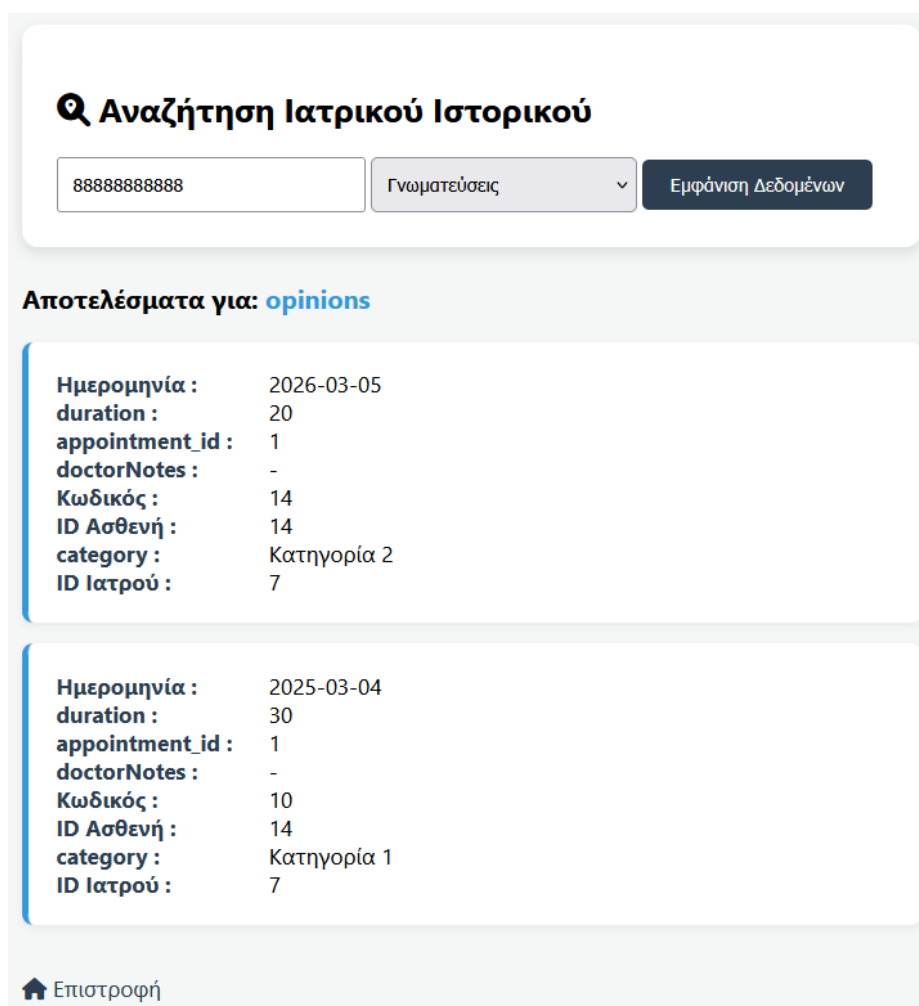 Αναζήτηση Ιατρικού Ιστορικού
88888888888 Γνωματεύσεις Εμφάνιση Δεδομένων
Αποτελέσματα για: opinions
Ημερομηνία : 2026-03-05
duration : 20
appointment_id : 1
doctorNotes : -
Κωδικός : 14
ID Ασθενή : 14
category : Κατηγορία 2
ID Ιατρού : 7
Ημερομηνία : 2025-03-04
duration : 30
appointment_id : 1
doctorNotes : -
Κωδικός : 10
ID Ασθενή : 14
category : Κατηγορία 1
ID Ιατρού : 7
Επιστροφή